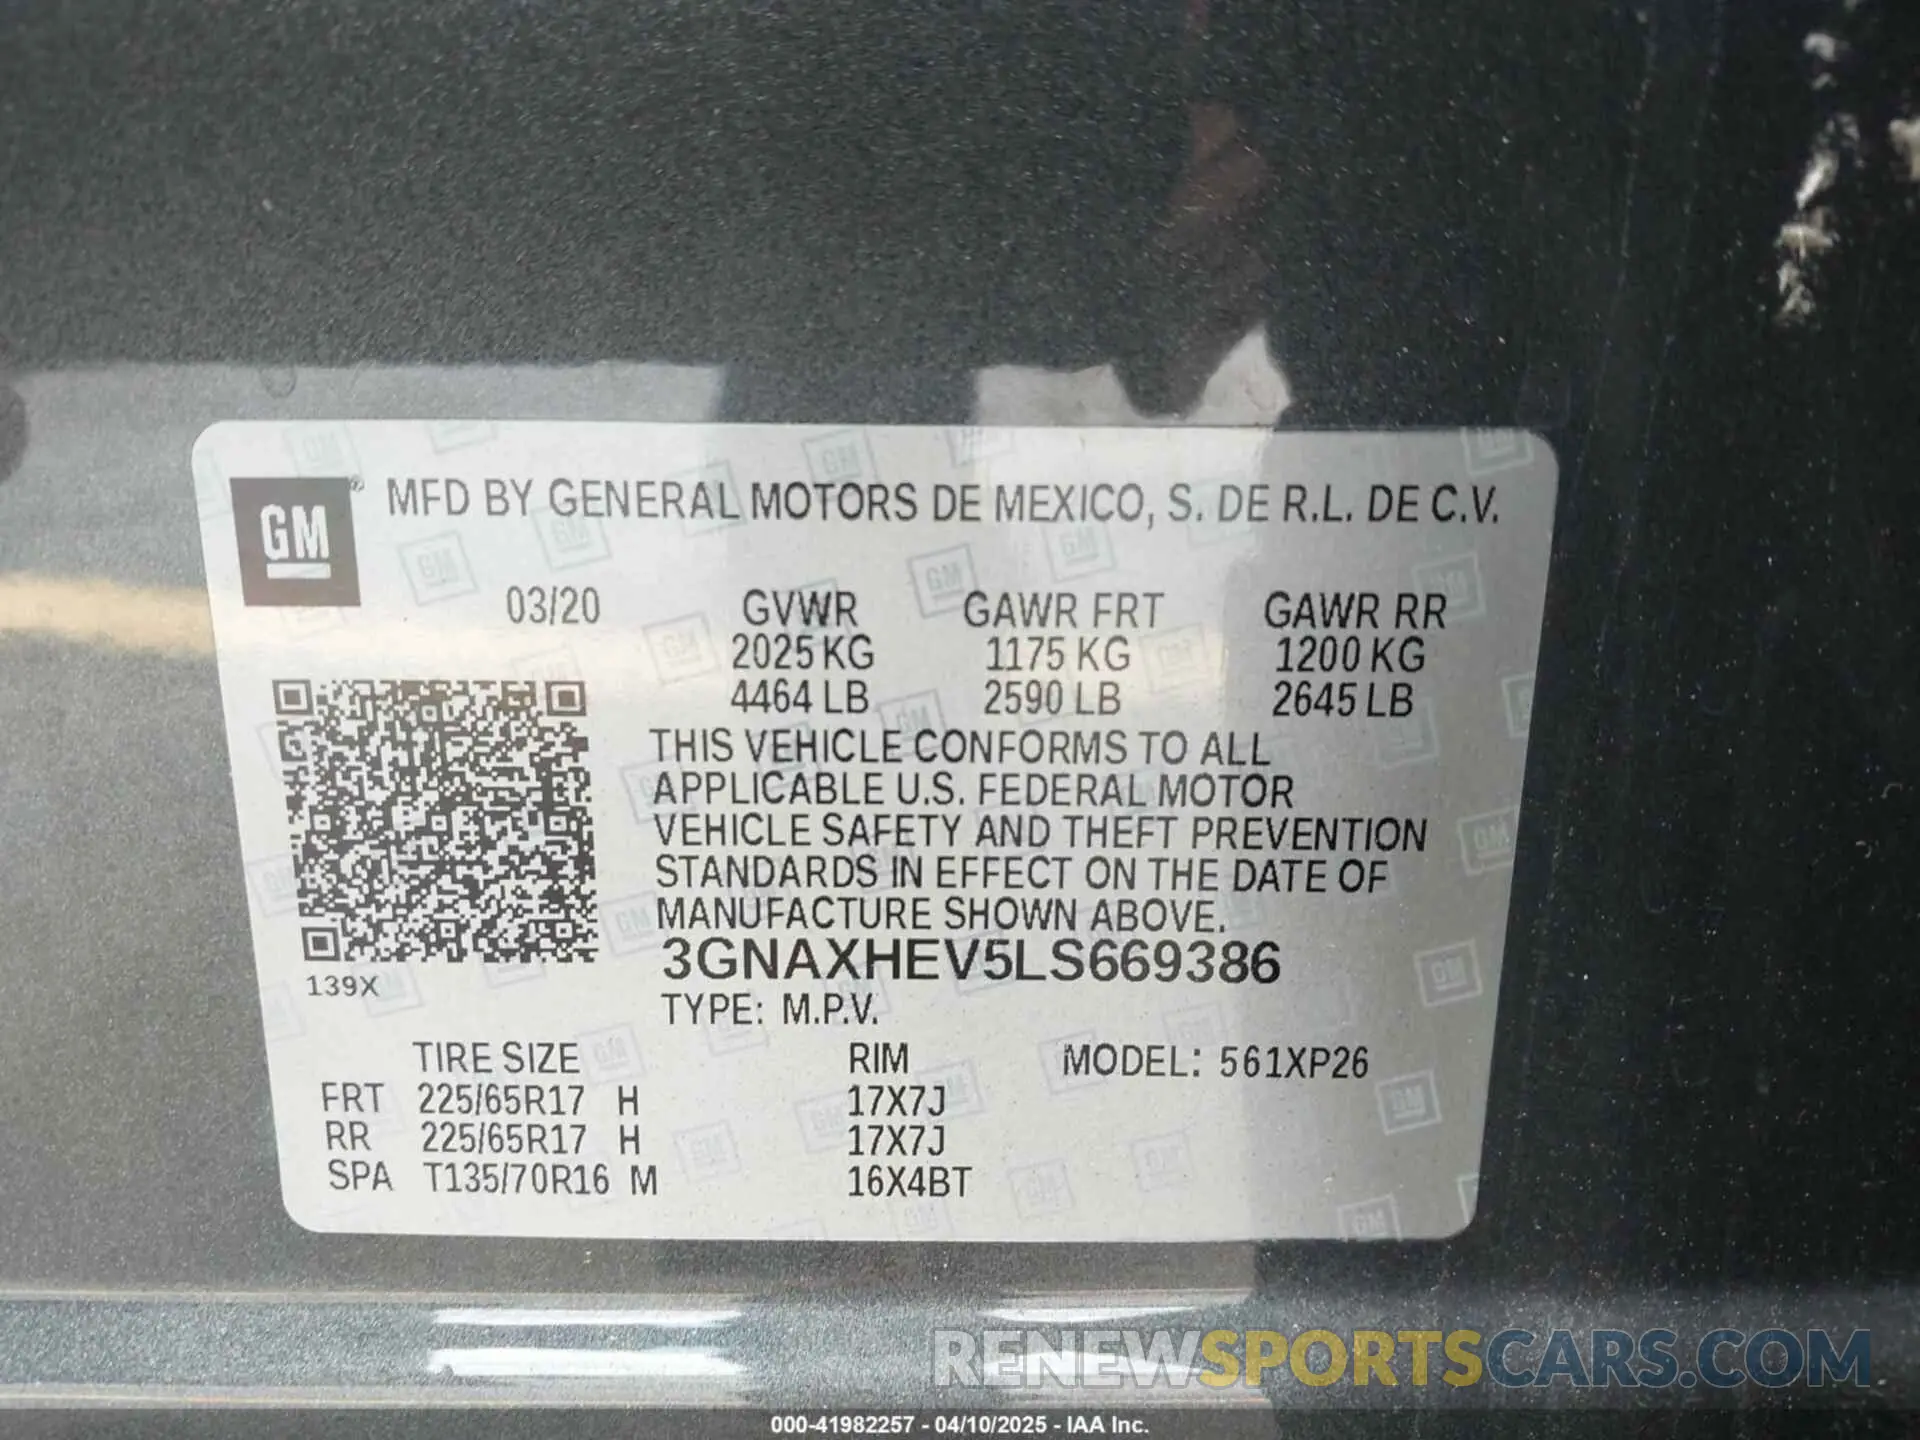 GM® MFD BY GENERAL MOTORS DE MEXICO, S. DE R.L. DE C.V.
03/20 GVWR GAWR FRT GAWR RR
2025 KG 1175 KG 1200 KG
4464 LB 2590 LB 2645 LB
THIS VEHICLE CONFORMS TO ALL
APPLICABLE U.S. FEDERAL MOTOR
VEHICLE SAFETY AND THEFT PREVENTION
STANDARDS IN EFFECT ON THE DATE OF
MANUFACTURE SHOWN ABOVE.
3GNAXHEV5LS669386
139X
TYPE: M.P.V.
TIRE SIZE RIM MODEL: 561XP26
FRT 225/65R17 H 17X7J
RR 225/65R17 H 17X7J
SPA T135/70R16 M 16X4BT
RENEWSPORTSCARS.COM
000-41982257 - 04/10/2025 - IAA Inc.